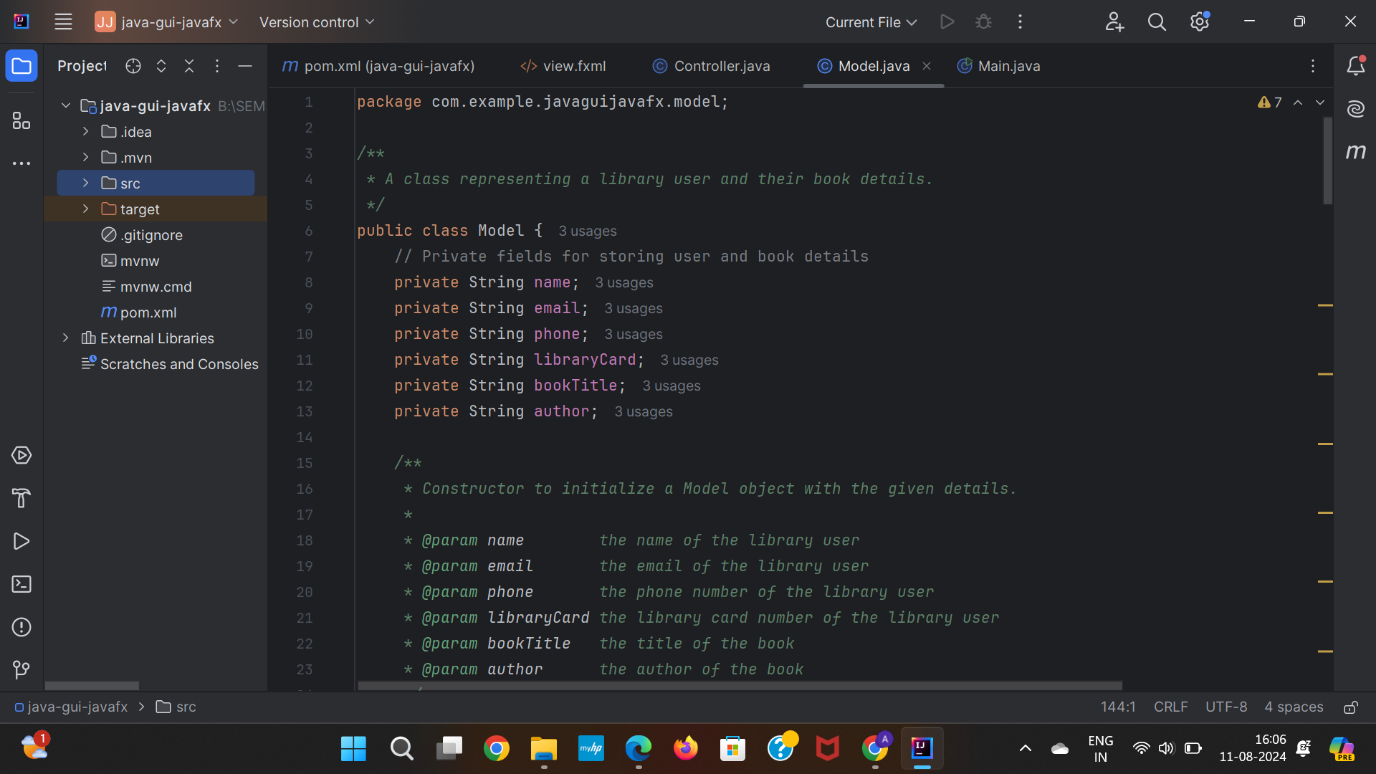 JJ java-gui-javafx Version control Current File
Project
java-gui-javafx B:\SEM
.idea
.mvn
src
target
.gitignore
mvnw
mvnw.cmd
m pom.xml
External Libraries
Scratches and Consoles
m pom.xml (java-gui-javafx) </> view.fxml Controller.java Model.java Main.java
7
1 package com.example.javaguijavafx.model;
2
3 /**
4 * A class representing a library user and their book details.
5 */
6 public class Model { 3 usages
7 // Private fields for storing user and book details
8 private String name; 3 usages
9 private String email; 3 usages
10 private String phone; 3 usages
11 private String libraryCard; 3 usages
12 private String bookTitle; 3 usages
13 private String author; 3 usages
14
15 /**
16 * Constructor to initialize a Model object with the given details.
17 *
18 * @param name the name of the library user
19 * @param email the email of the library user
20 * @param phone the phone number of the library user
21 * @param libraryCard the library card number of the library user
22 * @param bookTitle the title of the book
23 * @param author the author of the book
m
java-gui-javafx > src 144:1 CRLF UTF-8 4 spaces
1 myhp A IJ ENG IN 16:06 11-08-2024 PRE